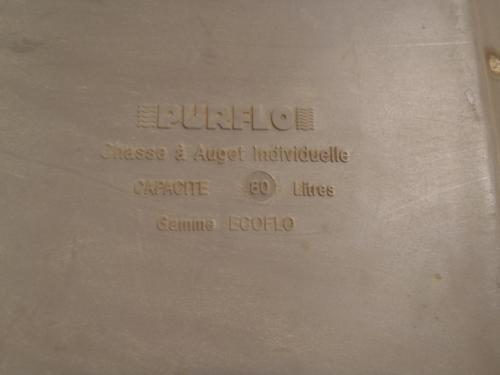 PURFLO
Chasse à Auget Individuelle
CAPACITE 80 Litres
Gamme ECOFLO